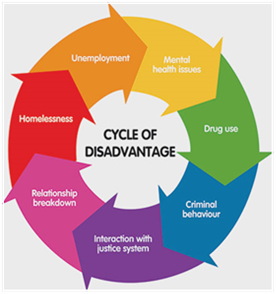 CYCLE OF
DISADVANTAGE
Unemployment
Mental
health issues
Drug use
Criminal
behaviour
Interaction with
justice system
Relationship
breakdown
Homelessness